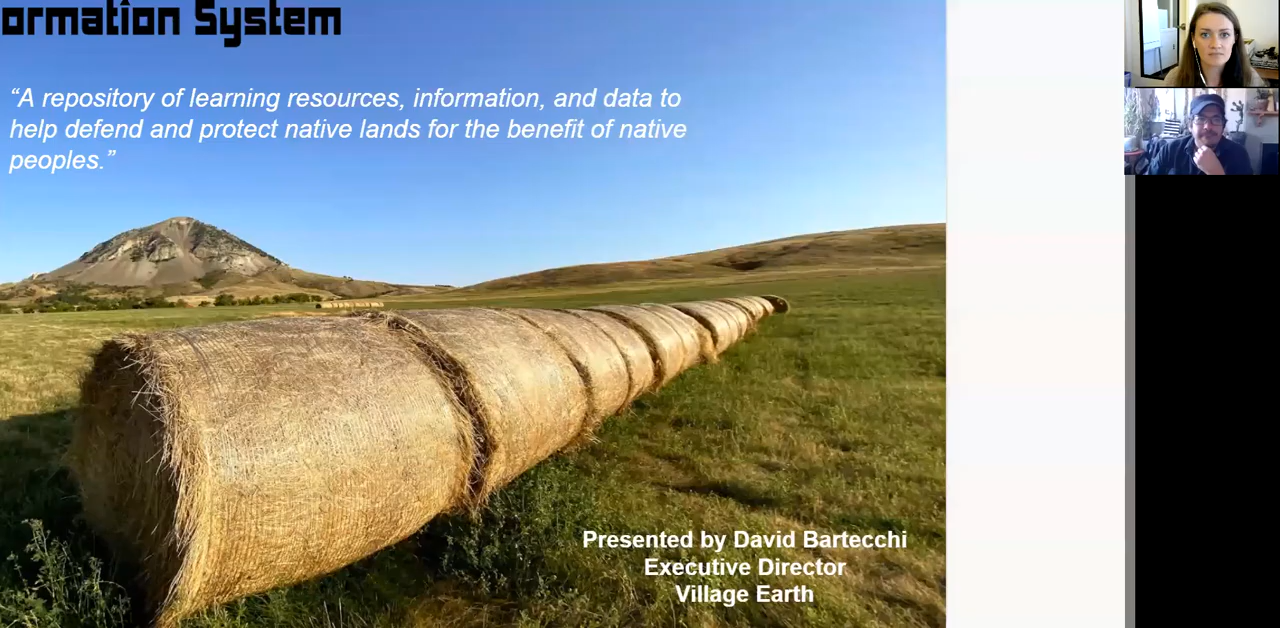 ormation System
“A repository of learning resources, information, and data to
help defend and protect native lands for the benefit of native
peoples.”
Presented by David Bartecchi
Executive Director
Village Earth